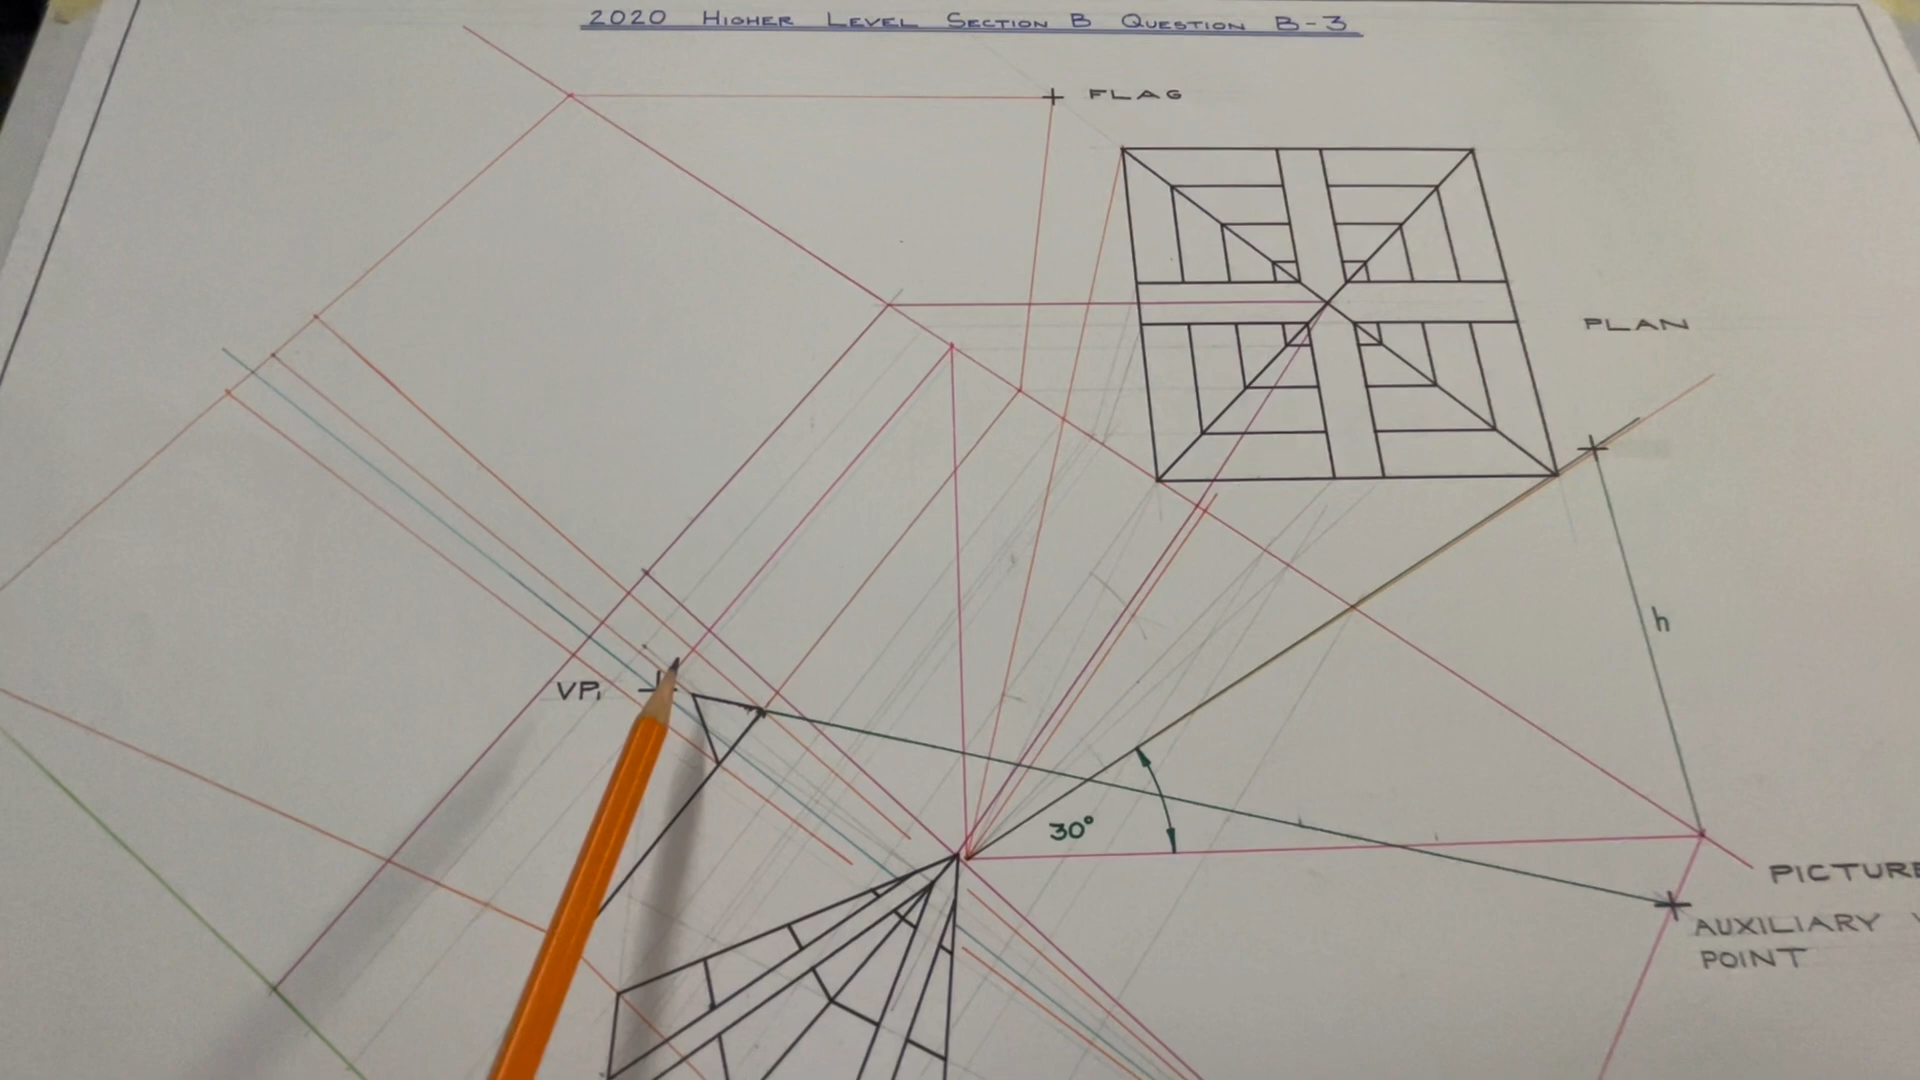 2020 HIGHER LEVEL SECTION B QUESTION B-3
FLAG
PLAN
h
VP1
30°
PICTURE
AUXILIARY
POINT